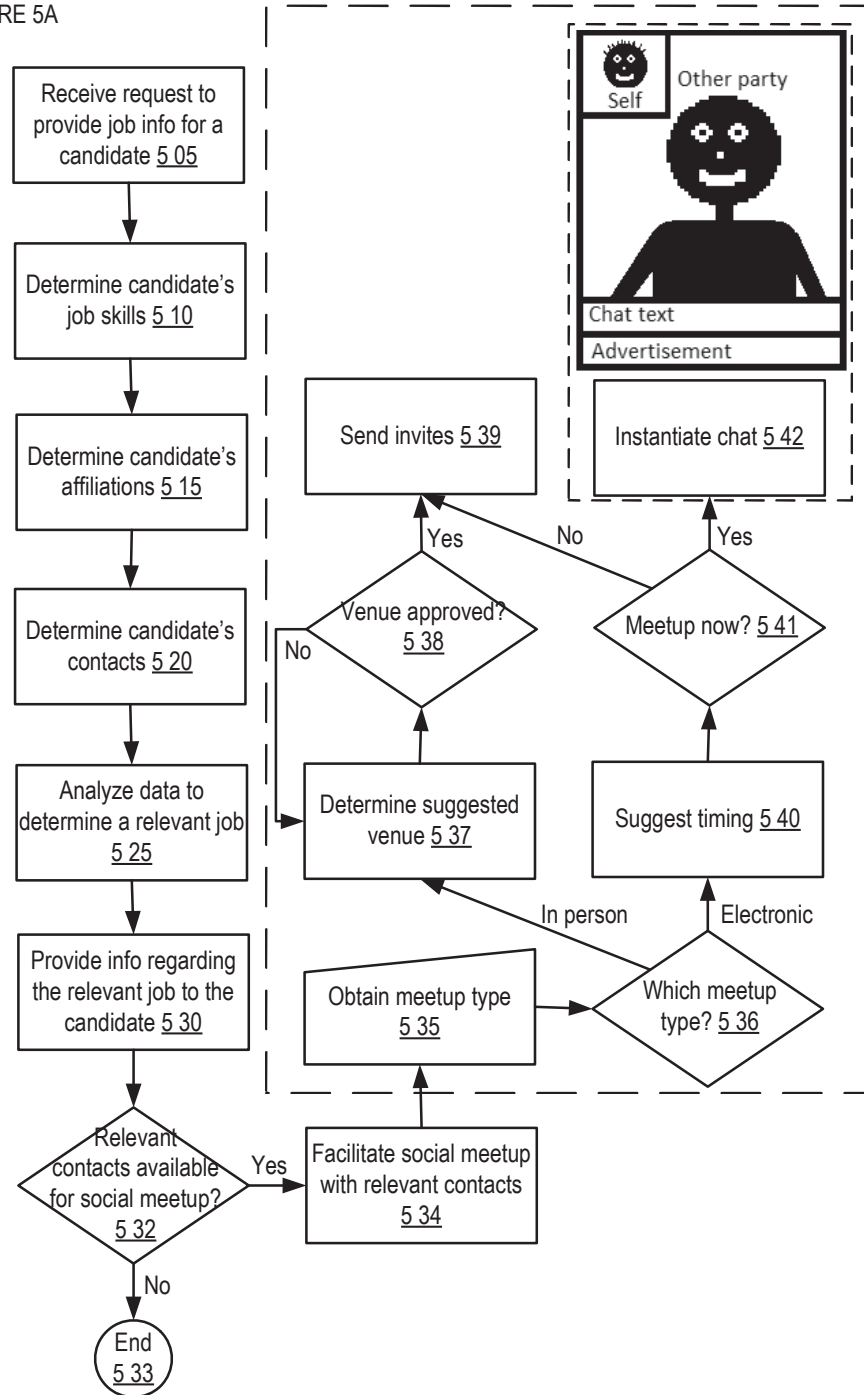 RE 5A
Receive request to
provide job info for a
candidate 5 05
Determine candidate's
job skills 5 10
Determine candidate's
affiliations 5 15
Determine candidate's
contacts 5 20
Analyze data to
determine a relevant job
5 25
Provide info regarding
the relevant job to the
candidate 5 30
Relevant
contacts available
for social meetup?
5 32
Yes
No
End
5 33
Facilitate social meetup
with relevant contacts
5 34
Obtain meetup type
5 35
Which meetup
type? 5 36
In person
Electronic
Determine suggested
venue 5 37
Suggest timing 5 40
Venue approved?
5 38
No
Yes
Meetup now? 5 41
No
Yes
Send invites 5 39
Instantiate chat 5 42
Self
Other party
Chat text
Advertisement